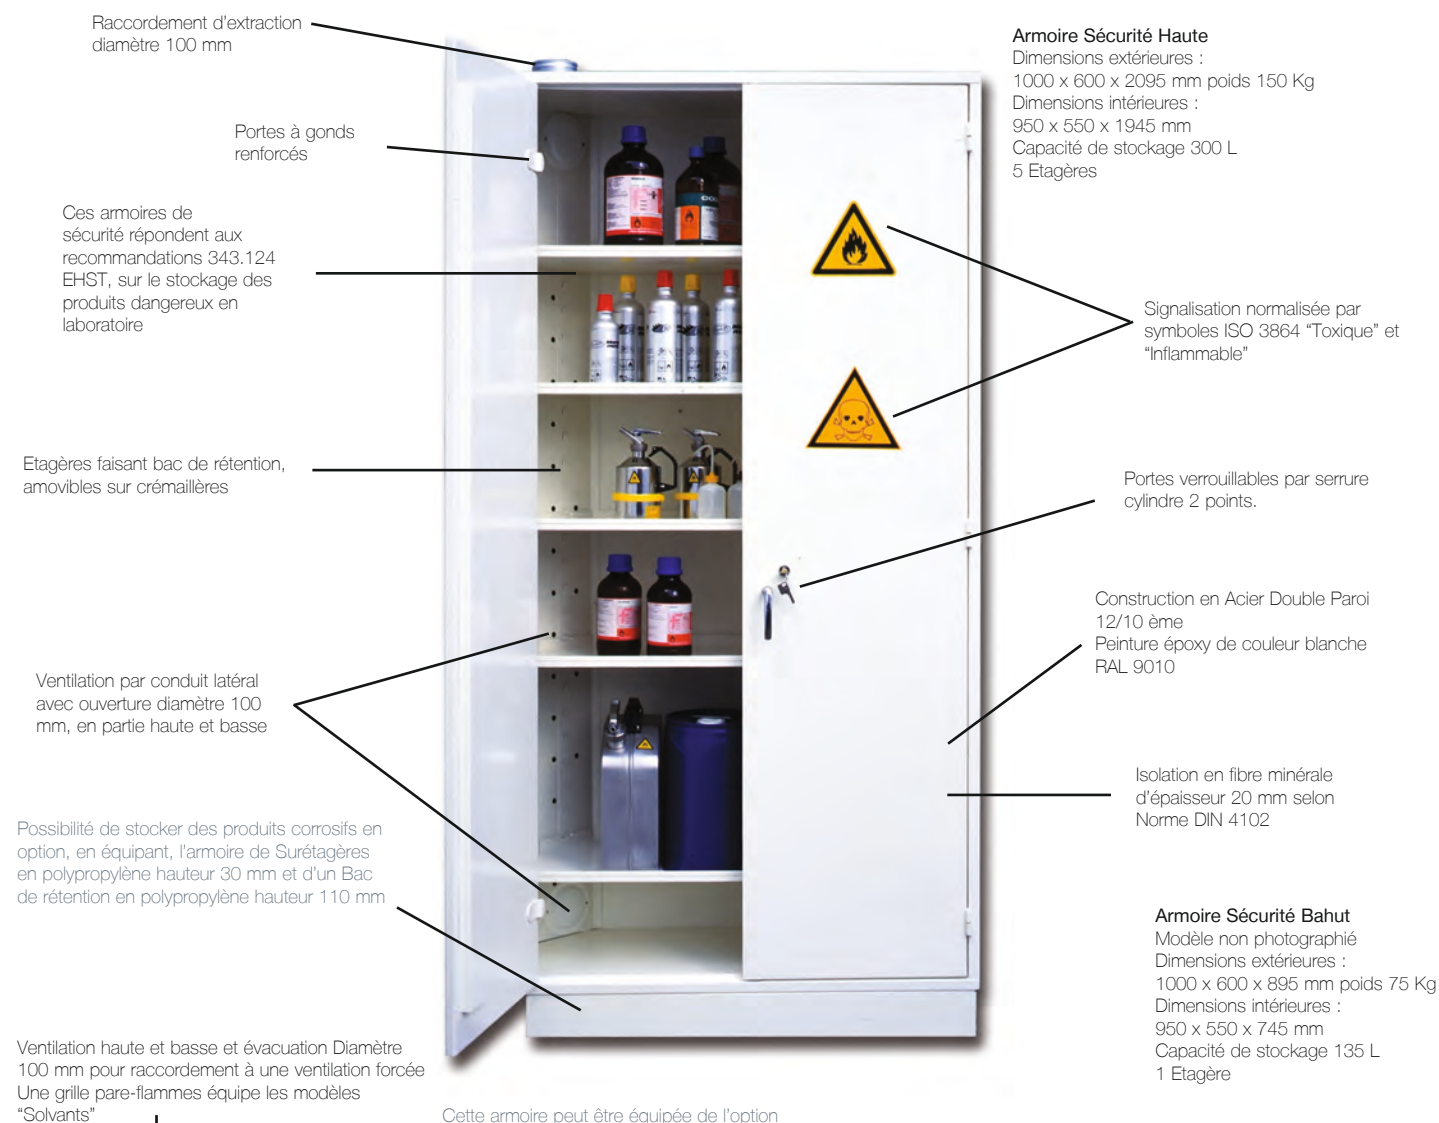 Raccordement d'extraction
diamètre 100 mm
Armoire Sécurité Haute
Dimensions extérieures :
1000 x 600 x 2095 mm poids 150 Kg
Dimensions intérieures :
950 x 550 x 1945 mm
Capacité de stockage 300 L
5 Etagères
Portes à gonds
renforcés
Ces armoires de
sécurité répondent aux
recommandations 343.124
EHST, sur le stockage des
produits dangereux en
laboratoire
Signalisation normalisée par
symboles ISO 3864 “Toxique” et
“Inflammable”
Etagères faisant bac de rétention,
amovibles sur crémaillères
Portes verrouillables par serrure
cylindre 2 points.
Construction en Acier Double Paroi
12/10 ème
Peinture époxy de couleur blanche
RAL 9010
Ventilation par conduit latéral
avec ouverture diamètre 100
mm, en partie haute et basse
Isolation en fibre minérale
d'épaisseur 20 mm selon
Norme DIN 4102
Possibilité de stocker des produits corrosifs en
option, en équipant, l'armoire de Surétagères
en polypropylène hauteur 30 mm et d'un Bac
de rétention en polypropylène hauteur 110 mm
Armoire Sécurité Bahut
Modèle non photographié
Dimensions extérieures :
1000 x 600 x 895 mm poids 75 Kg
Dimensions intérieures :
950 x 550 x 745 mm
Capacité de stockage 135 L
1 Etagère
Ventilation haute et basse et évacuation Diamètre
100 mm pour raccordement à une ventilation forcée
Une grille pare-flammes équipe les modèles
“Solvants”
Cette armoire peut être équipée de l'option